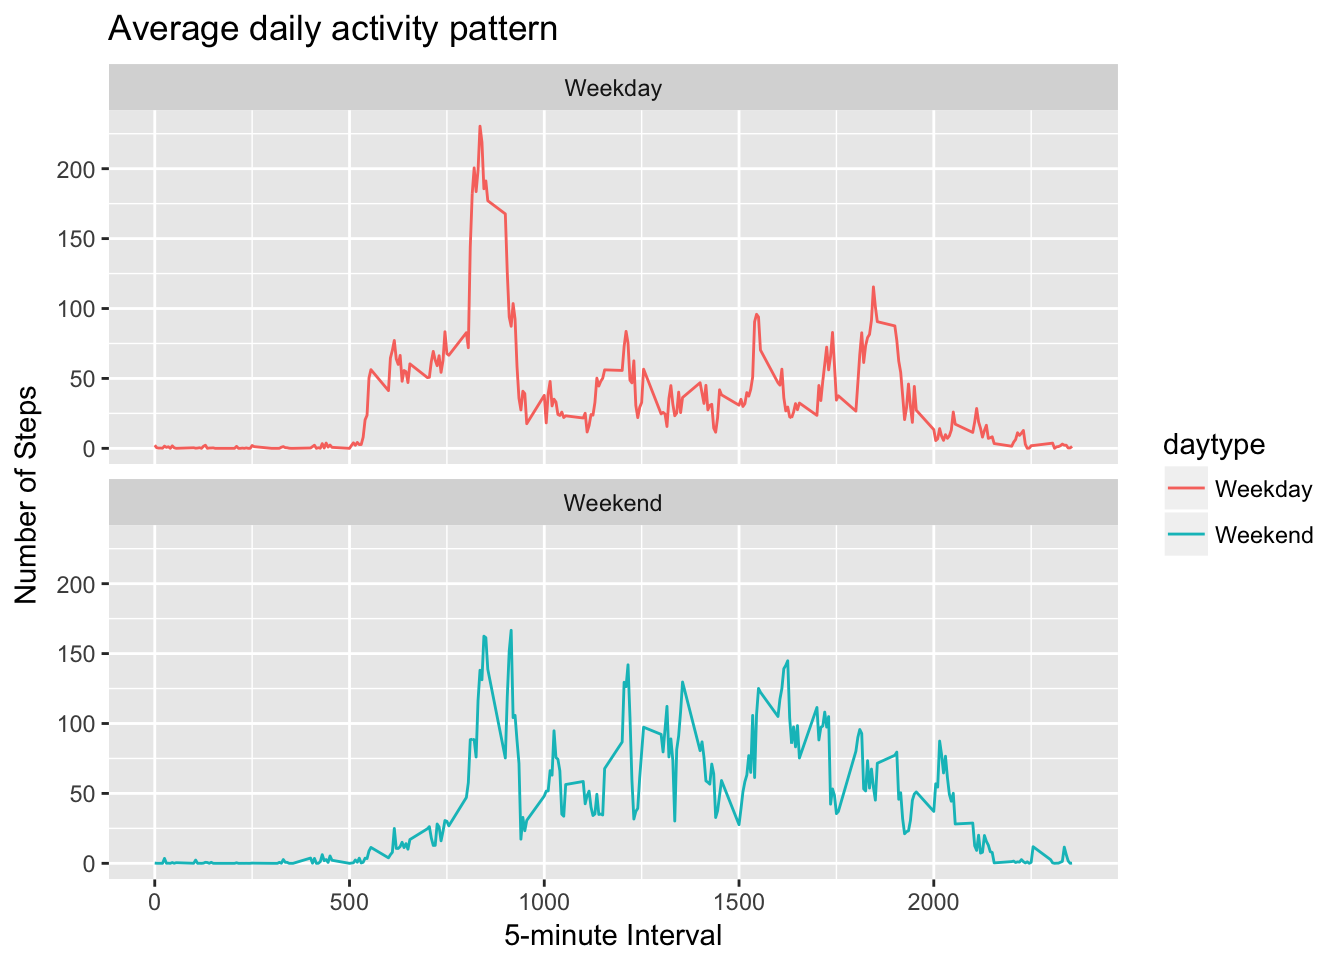 Average daily activity pattern
Weekday
200
150
100
50
0
Weekend
200
150
100
50
0
0 500 1000 1500 2000
5-minute Interval
Number of Steps
daytype
Weekday
Weekend